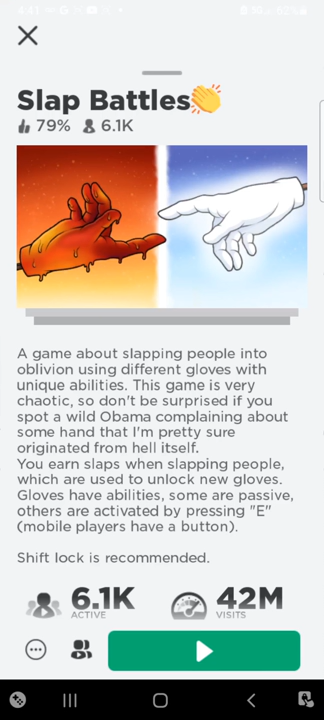 Slap Battles👏
79% 6.1K
A game about slapping people into
oblivion using different gloves with
unique abilities. This game is very
chaotic, so don't be surprised if you
spot a wild Obama complaining about
some hand that I'm pretty sure
originated from hell itself.
You earn slaps when slapping people,
which are used to unlock new gloves.
Gloves have abilities, some are passive,
others are activated by pressing "E"
(mobile players have a button).
Shift lock is recommended.
6.1K 42M
ACTIVE VISITS